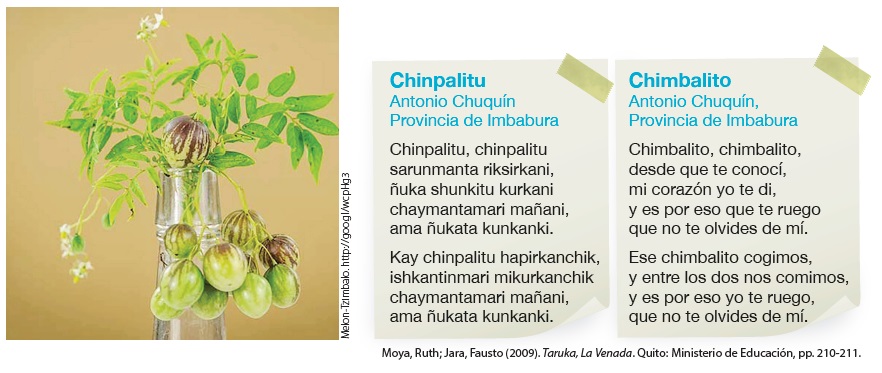 Melon-Tzimbalo. http://googl/wcpHg3
Chinpalitu
Antonio Chuquín
Provincia de Imbabura
Chinpalitu, chinpalitu
sarunmanta riksirkani,
ñuka shunkitu kurkani
chaymantamari mañani,
ama ñukata kunkanki.
Kay chinpalitu hapirkanchik,
ishkantinmari mikurkanchik
chaymantamari mañani,
ama ñukata kunkanki.
Chimbalito
Antonio Chuquín,
Provincia de Imbabura
Chimbalito, chimbalito,
desde que te conocí,
mi corazón yo te di,
y es por eso que te ruego
que no te olvides de mí.
Ese chimbalito cogimos,
y entre los dos nos comimos,
y es por eso yo te ruego,
que no te olvides de mí.
Moya, Ruth; Jara, Fausto (2009). Taruka, La Venada. Quito: Ministerio de Educación, pp. 210-211.